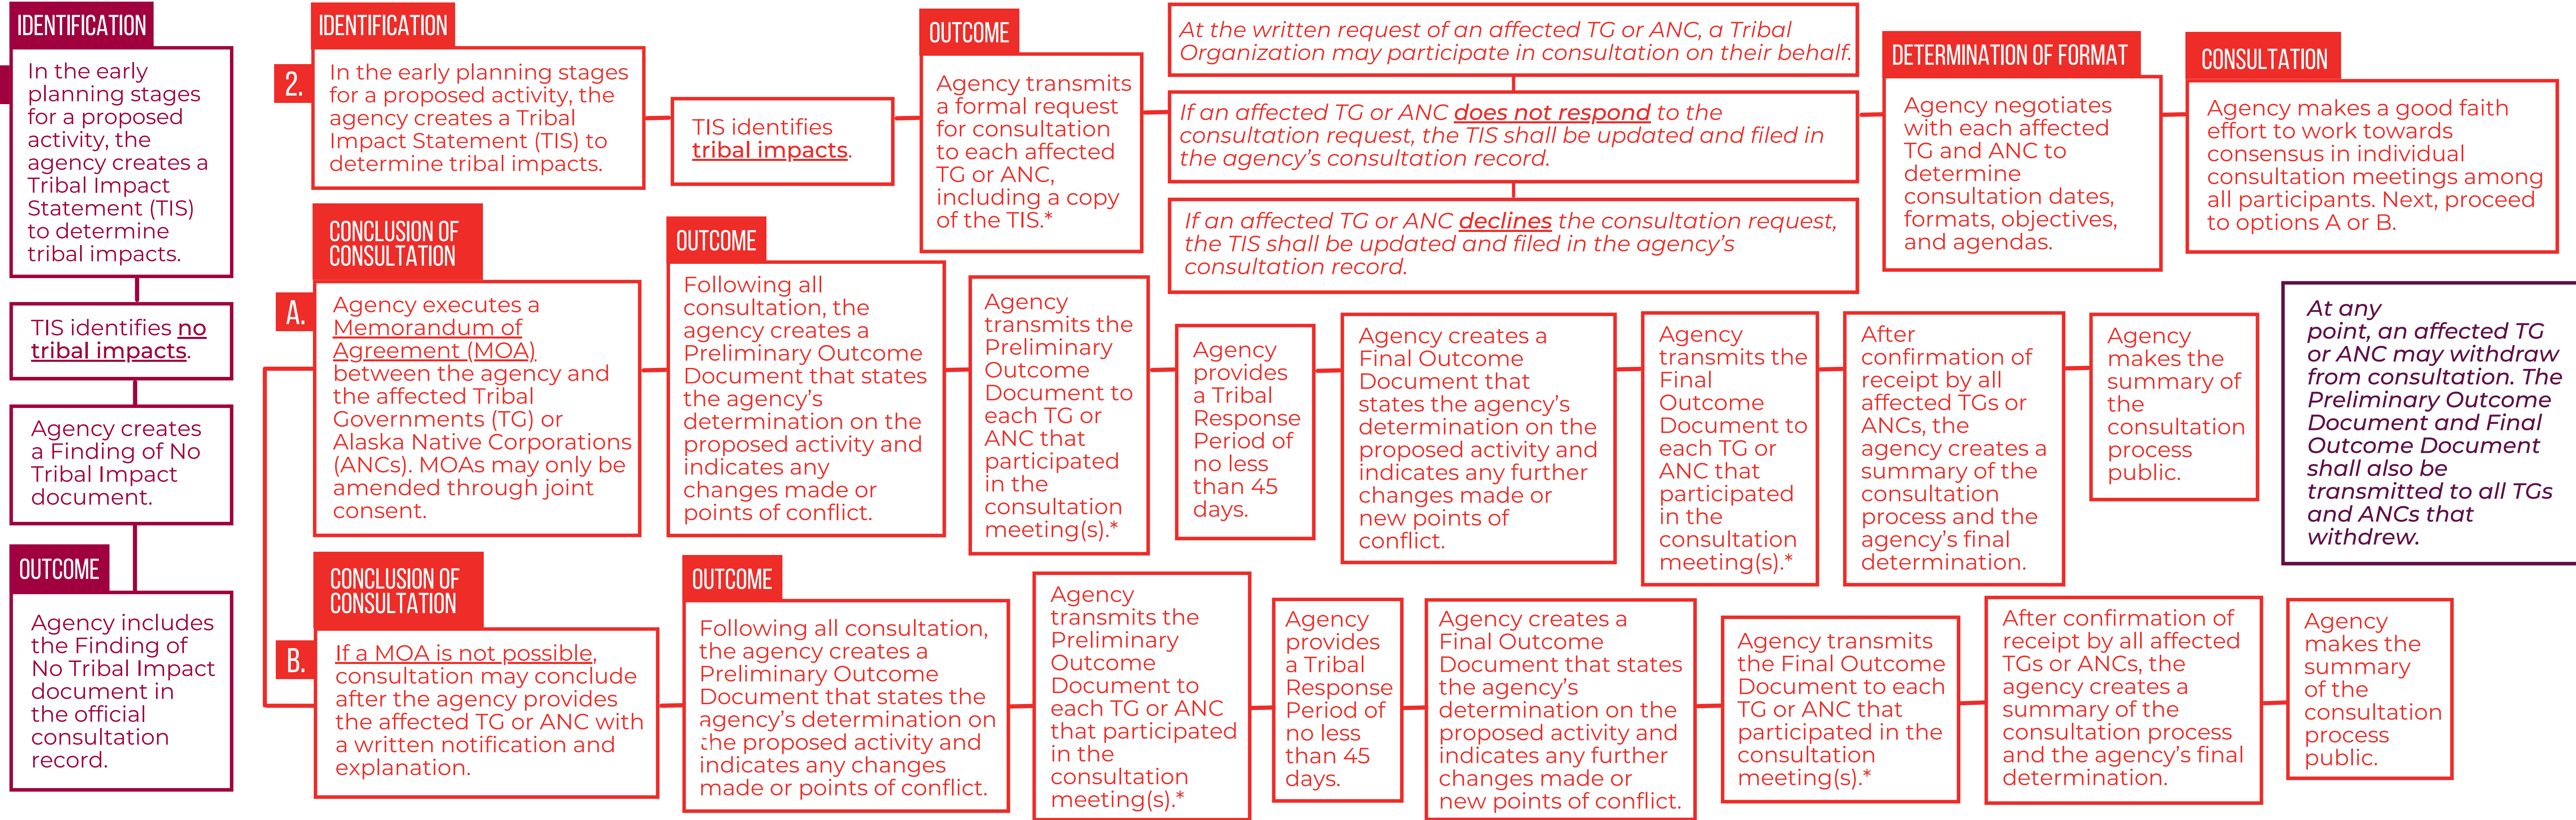 IDENTIFICATION
In the early
planning stages
for a proposed
activity, the
agency creates a
Tribal Impact
Statement (TIS)
to determine
tribal impacts.
TIS identifies no
tribal impacts.
Agency creates
a Finding of No
Tribal Impact
document.
OUTCOME
Agency includes
the Finding of
No Tribal Impact
document in
the official
consultation
record.
IDENTIFICATION
2.
In the early planning stages
for a proposed activity, the
agency creates a Tribal
Impact Statement (TIS) to
determine tribal impacts.
TIS identifies
tribal impacts.
OUTCOME
Agency transmits
a formal request
for consultation
to each affected
TG or ANC,
including a copy
of the TIS.*
At the written request of an affected TG or ANC, a Tribal
Organization may participate in consultation on their behalf.
If an affected TG or ANC does not respond to the
consultation request, the TIS shall be updated and filed in
the agency's consultation record.
If an affected TG or ANC declines the consultation request,
the TIS shall be updated and filed in the agency's
consultation record.
DETERMINATION OF FORMAT
Agency negotiates
with each affected
TG and ANC to
determine
consultation dates,
formats, objectives,
and agendas.
CONSULTATION
Agency makes a good faith
effort to work towards
consensus in individual
consultation meetings among
all participants. Next, proceed
to options A or B.
CONCLUSION OF
CONSULTATION
A.
Agency executes a
Memorandum of
Agreement (MOA)
between the agency and
the affected Tribal
Governments (TG) or
Alaska Native Corporations
(ANCs). MOAs may only be
amended through joint
consent.
OUTCOME
Following all
consultation, the
agency creates a
Preliminary Outcome
Document that states
the agency's
determination on the
proposed activity and
indicates any
changes made or
points of conflict.
Agency
transmits the
Preliminary
Outcome
Document to
each TG or
ANC that
participated
in the
consultation
meeting(s).*
Agency
provides
a Tribal
Response
Period of
no less
than 45
days.
Agency creates a
Final Outcome
Document that
states the agency's
determination on the
proposed activity and
indicates any further
changes made or
new points of
conflict.
Agency
transmits the
Final
Outcome
Document to
each TG or
ANC that
participated
in the
consultation
meeting(s).*
After
confirmation of
receipt by all
affected TGs or
ANCs, the
agency creates a
summary of the
consultation
process and the
agency's final
determination.
Agency
makes the
summary of
the
consultation
process
public.
At any
point, an affected TG
or ANC may withdraw
from consultation. The
Preliminary Outcome
Document and Final
Outcome Document
shall also be
transmitted to all TGs
and ANCs that
withdrew.
CONCLUSION OF
CONSULTATION
B.
If a MOA is not possible,
consultation may conclude
after the agency provides
the affected TG or ANC with
a written notification and
explanation.
OUTCOME
Following all consultation,
the agency creates a
Preliminary Outcome
Document that states the
agency's determination on
the proposed activity and
indicates any changes
made or points of conflict.
Agency
transmits the
Preliminary
Outcome
Document to
each TG or ANC
that participated
in the
consultation
meeting(s).*
Agency
provides
a Tribal
Response
Period of
no less
than 45
days.
Agency creates a
Final Outcome
Document that states
the agency's
determination on the
proposed activity and
indicates any further
changes made or
new points of conflict.
Agency transmits
the Final Outcome
Document to each
TG or ANC that
participated in the
consultation
meeting(s).*
After confirmation of
receipt by all affected
TGs or ANCs, the
agency creates a
summary of the
consultation process
and the agency's final
determination.
Agency
makes the
summary
of the
consultation
process
public.